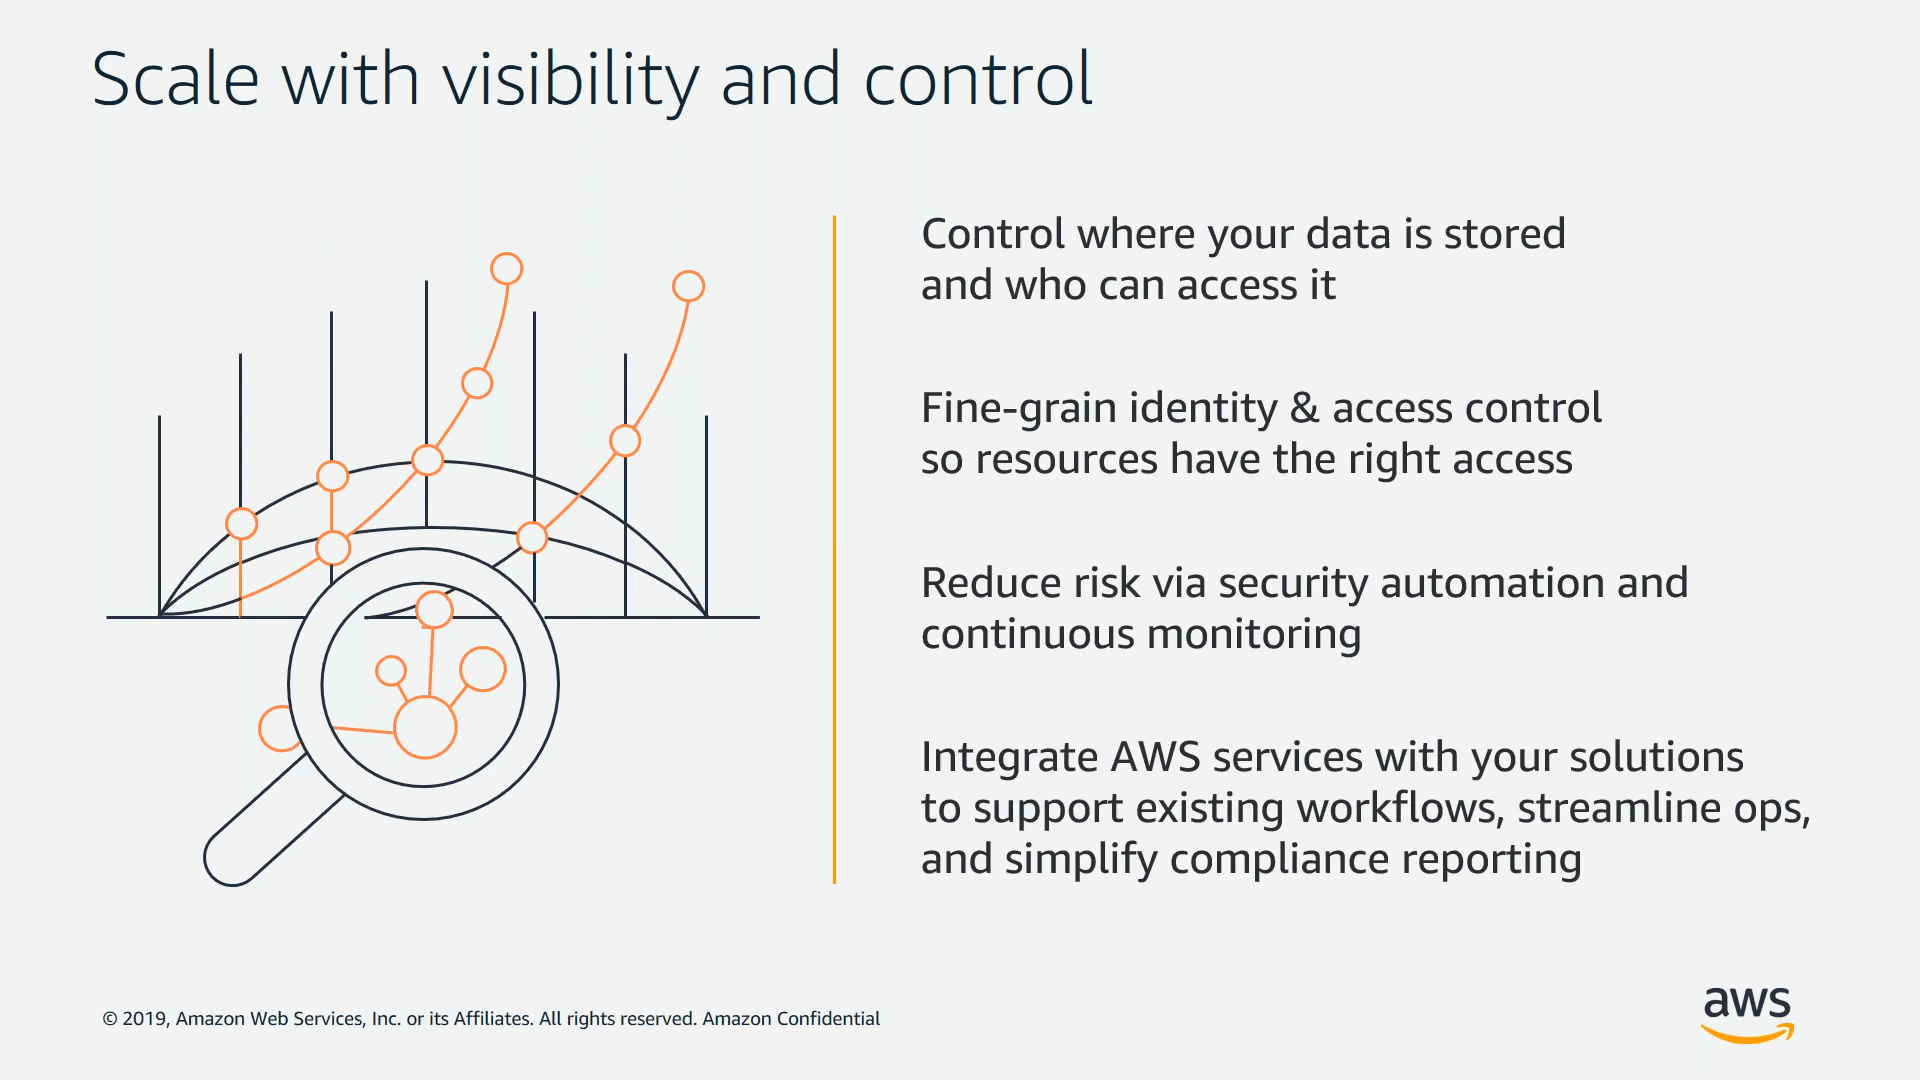 Scale with visibility and control
Control where your data is stored
and who can access it
Fine-grain identity & access control
so resources have the right access
Reduce risk via security automation and
continuous monitoring
Integrate AWS services with your solutions
to support existing workflows, streamline ops,
and simplify compliance reporting
© 2019, Amazon Web Services, Inc. or its Affiliates. All rights reserved. Amazon Confidential
aws